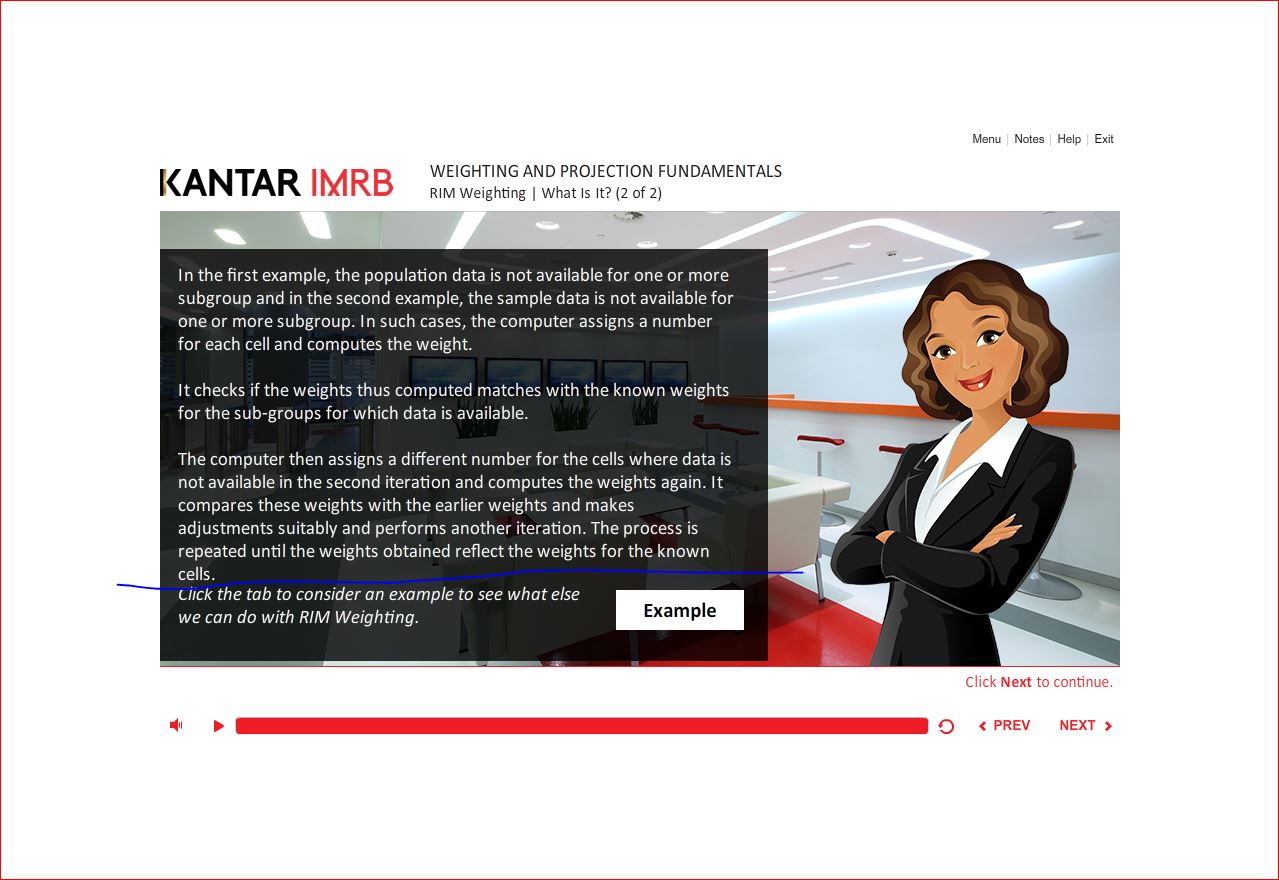 Menu | Notes | Help | Exit
KANTAR IMRB
WEIGHTING AND PROJECTION FUNDAMENTALS
RIM Weighting | What Is It? (2 of 2)
In the first example, the population data is not available for one or more
subgroup and in the second example, the sample data is not available for
one or more subgroup. In such cases, the computer assigns a number
for each cell and computes the weight.
It checks if the weights thus computed matches with the known weights
for the sub-groups for which data is available.
The computer then assigns a different number for the cells where data is
not available in the second iteration and computes the weights again. It
compares these weights with the earlier weights and makes
adjustments suitably and performs another iteration. The process is
repeated until the weights obtained reflect the weights for the known
cells.
Click the tab to consider an example to see what else
we can do with RIM Weighting.
Example
Click Next to continue.
PREV
NEXT